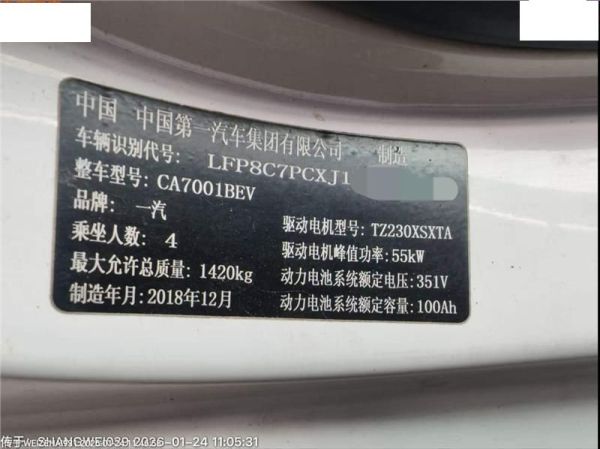 中国 中国第一汽车集团有限公司 制造
车辆识别代号: LFP8C7PCXJ1
整车型号: CA7001BEV
品牌: 一汽
乘坐人数: 4
最大允许总质量: 1420kg
制造年月: 2018年12月
驱动电机型号: TZ230XSXTA
驱动电机峰值功率: 55kW
动力电池系统额定电压: 351V
动力电池系统额定容量: 100Ah
传于: SHANGWEI039 2026-01-24 11:05:31